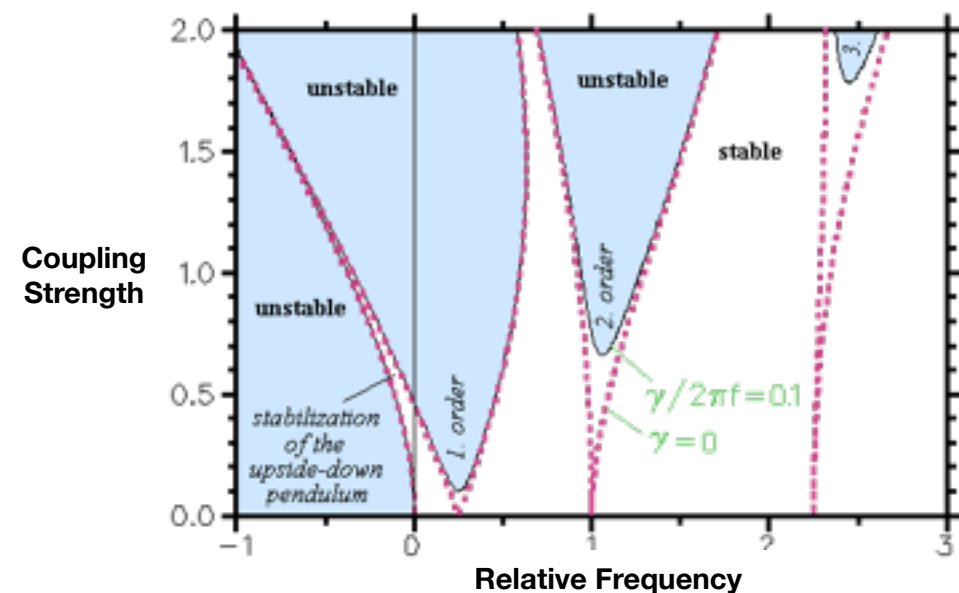 2.0
unstable
unstable
3.
1.5
stable
Coupling
Strength
1.0
2. order
unstable
0.5
γ/2πf=0.1
1. order
stabilization
of the
upside-down
pendulum
γ=0
0.0
−1
0
1
2
3
Relative Frequency